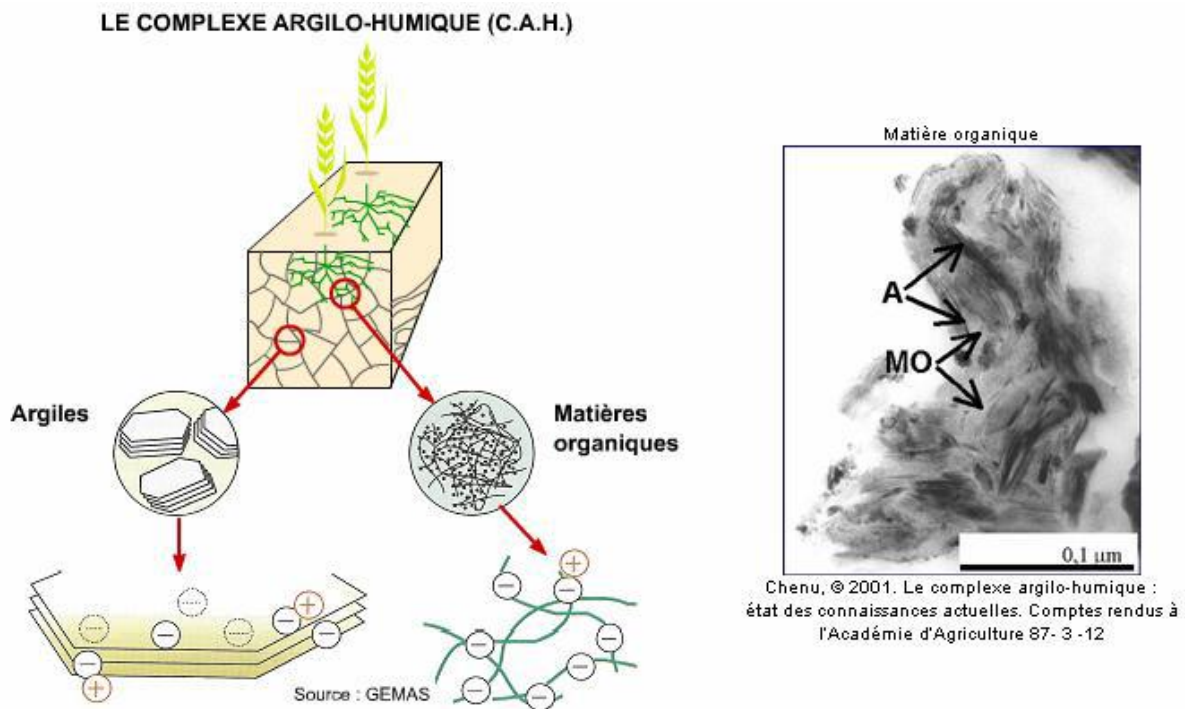 LE COMPLEXE ARGILO-HUMIQUE (C.A.H.)
Argiles
Matières
organiques
Source : GEMAS
Matière organique
A
MO
0,1 µm
Chenu, © 2001. Le complexe argilo-humique :
état des connaissances actuelles. Comptes rendus à
l'Académie d'Agriculture 87- 3 -12